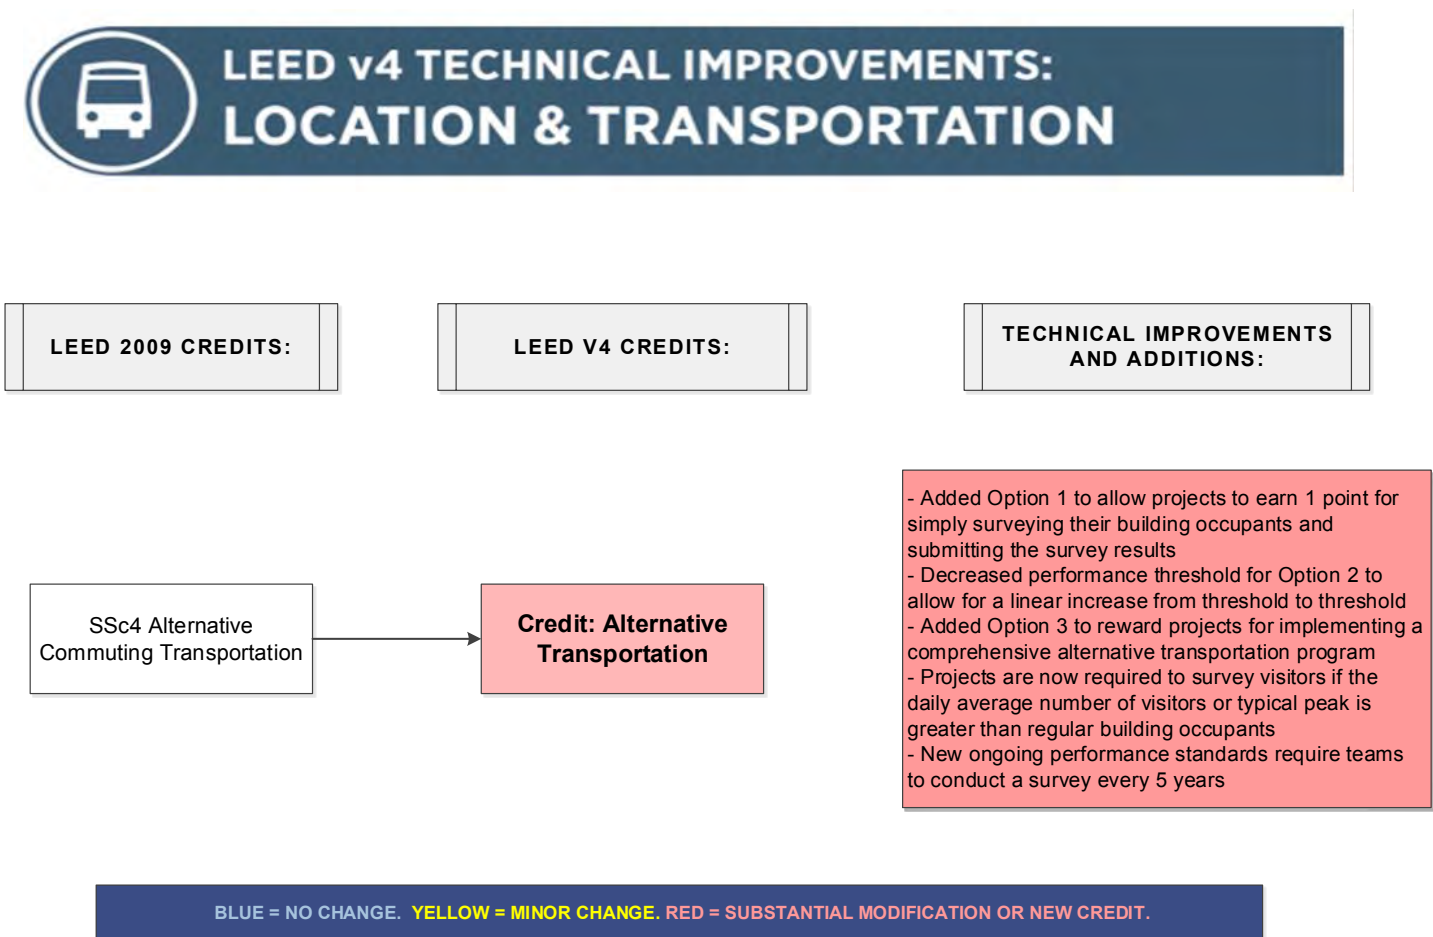 LEED v4 TECHNICAL IMPROVEMENTS:
LOCATION & TRANSPORTATION
LEED 2009 CREDITS:
LEED V4 CREDITS:
TECHNICAL IMPROVEMENTS
AND ADDITIONS:
SSc4 Alternative
Commuting Transportation
Credit: Alternative
Transportation
- Added Option 1 to allow projects to earn 1 point for
simply surveying their building occupants and
submitting the survey results
- Decreased performance threshold for Option 2 to
allow for a linear increase from threshold to threshold
- Added Option 3 to reward projects for implementing a
comprehensive alternative transportation program
- Projects are now required to survey visitors if the
daily average number of visitors or typical peak is
greater than regular building occupants
- New ongoing performance standards require teams
to conduct a survey every 5 years
BLUE = NO CHANGE. YELLOW = MINOR CHANGE. RED = SUBSTANTIAL MODIFICATION OR NEW CREDIT.